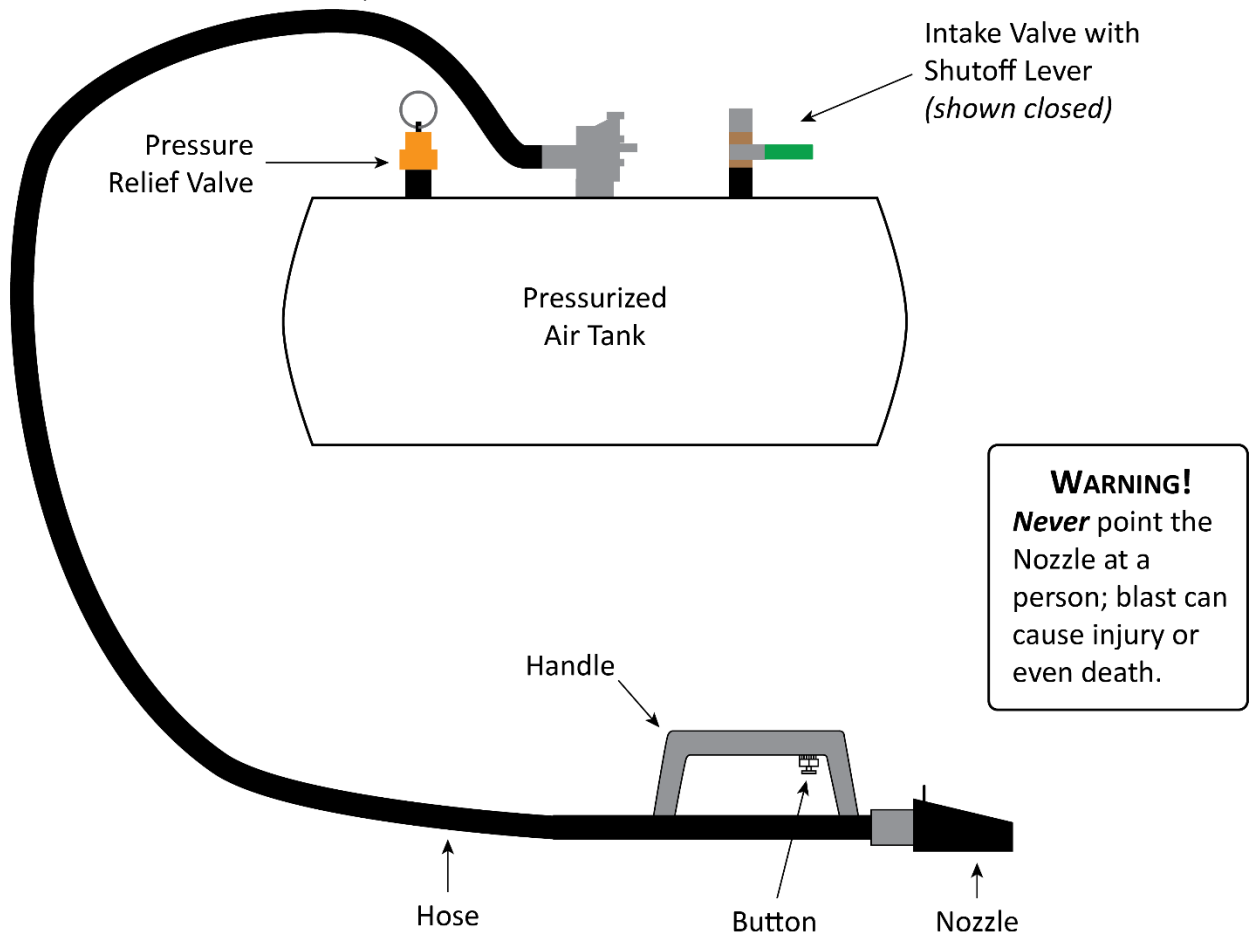 Intake Valve with
Shutoff Lever
(shown closed)
Pressure
Relief Valve
Pressurized
Air Tank
WARNING!
Never point the
Nozzle at a
person; blast can
cause injury or
even death.
Handle
Hose
Button
Nozzle